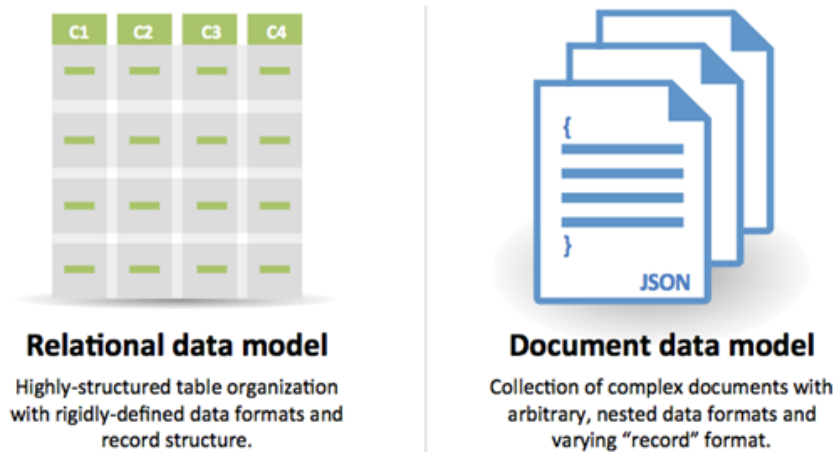 C1 C2 C3 C4
Relational data model
Highly-structured table organization
with rigidly-defined data formats and
record structure.
{
}
JSON
Document data model
Collection of complex documents with
arbitrary, nested data formats and
varying “record” format.